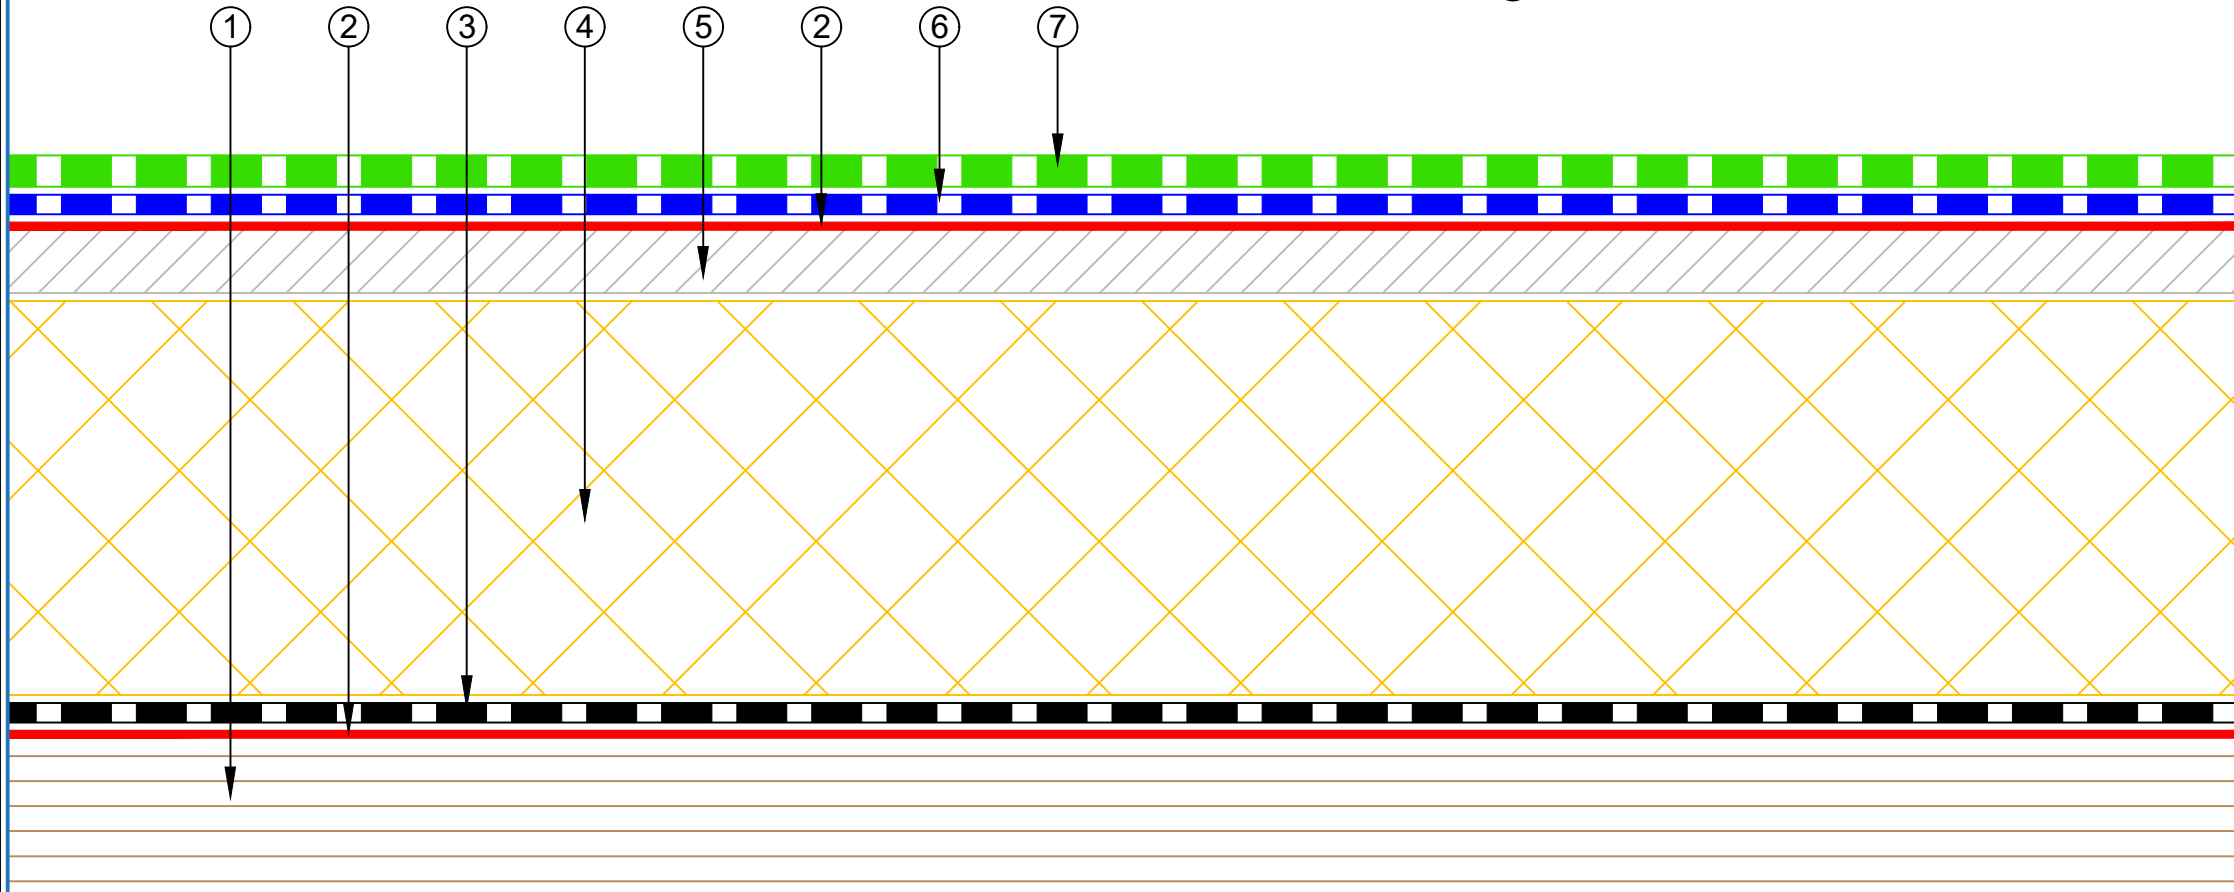 ① ② ③ ④ ⑤ ② ⑥ ⑦